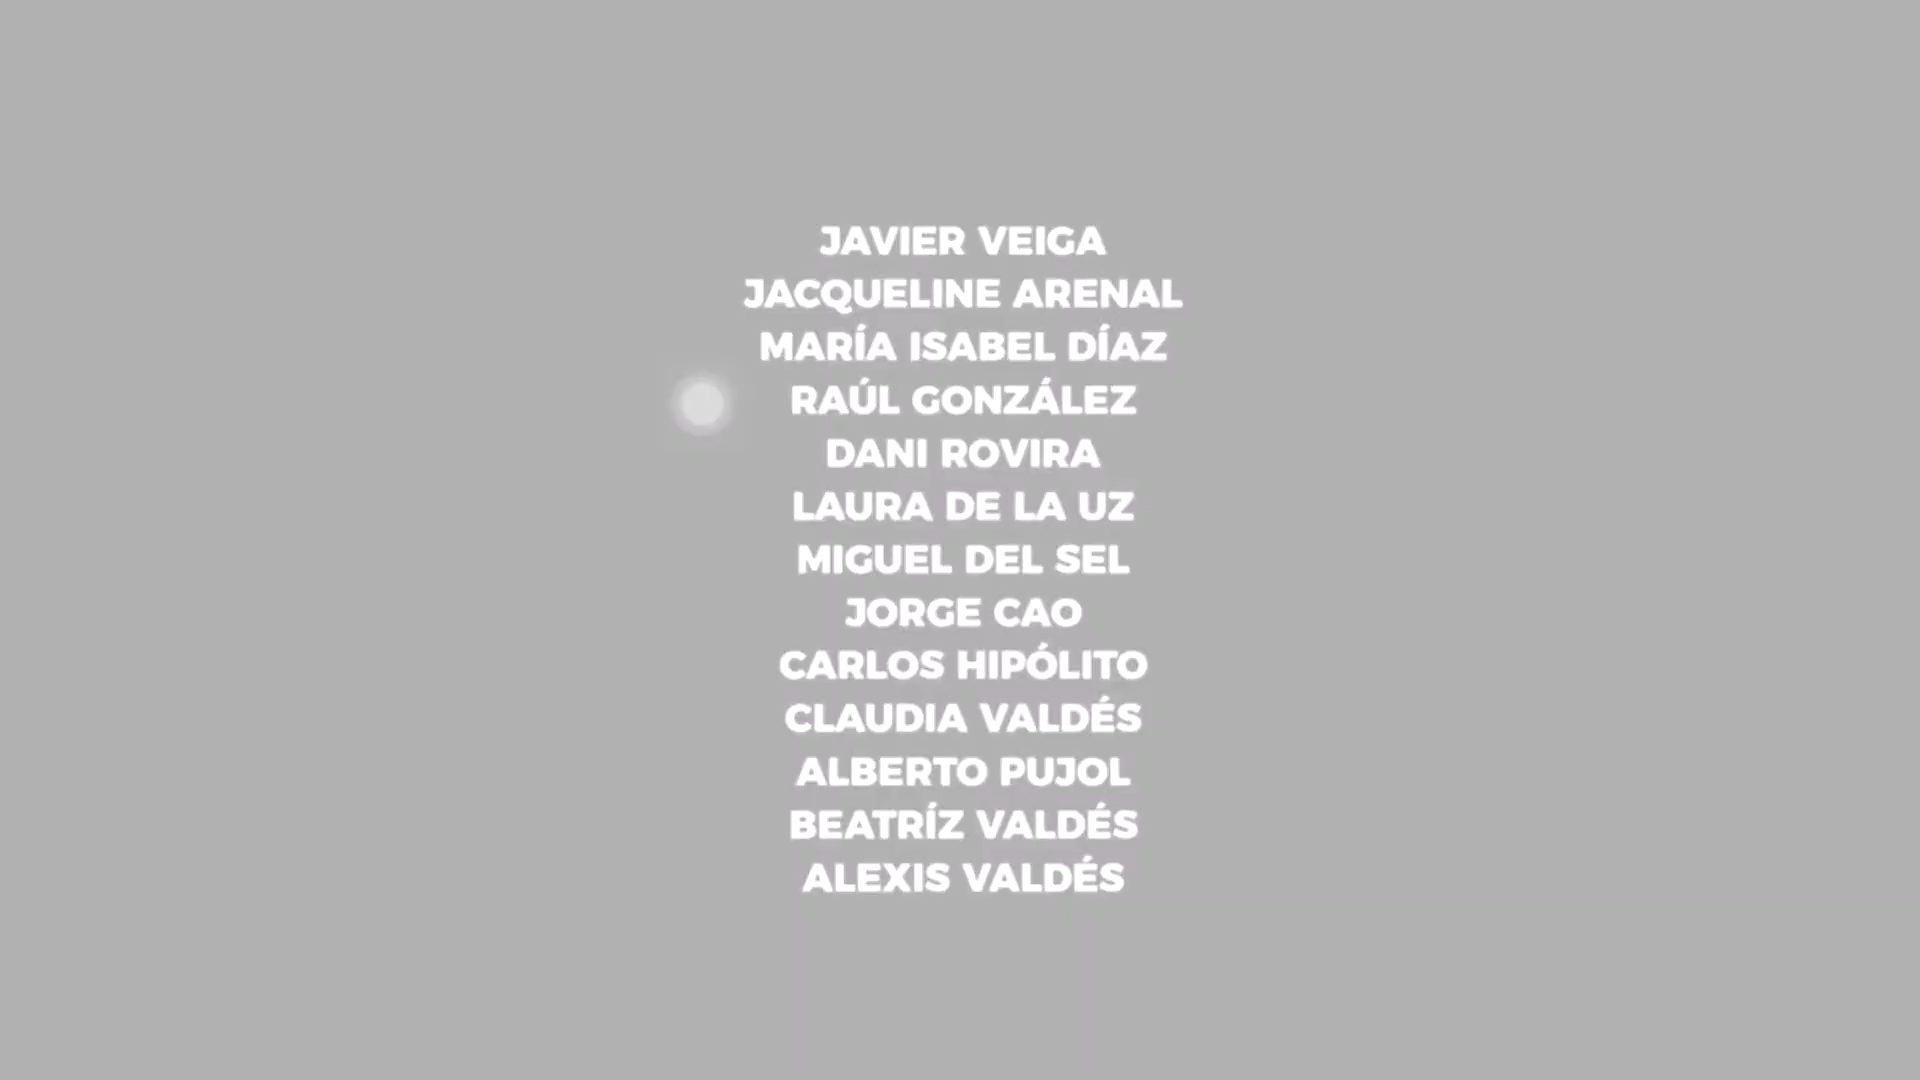 JAVIER VEIGA
JACQUELINE ARENAL
MARÍA ISABEL DÍAZ
RAÚL GONZÁLEZ
DANI ROVIRA
LAURA DE LA UZ
MIGUEL DEL SEL
JORGE CAO
CARLOS HIPÓLITO
CLAUDIA VALDÉS
ALBERTO PUJOL
BEATRÍZ VALDÉS
ALEXIS VALDÉS